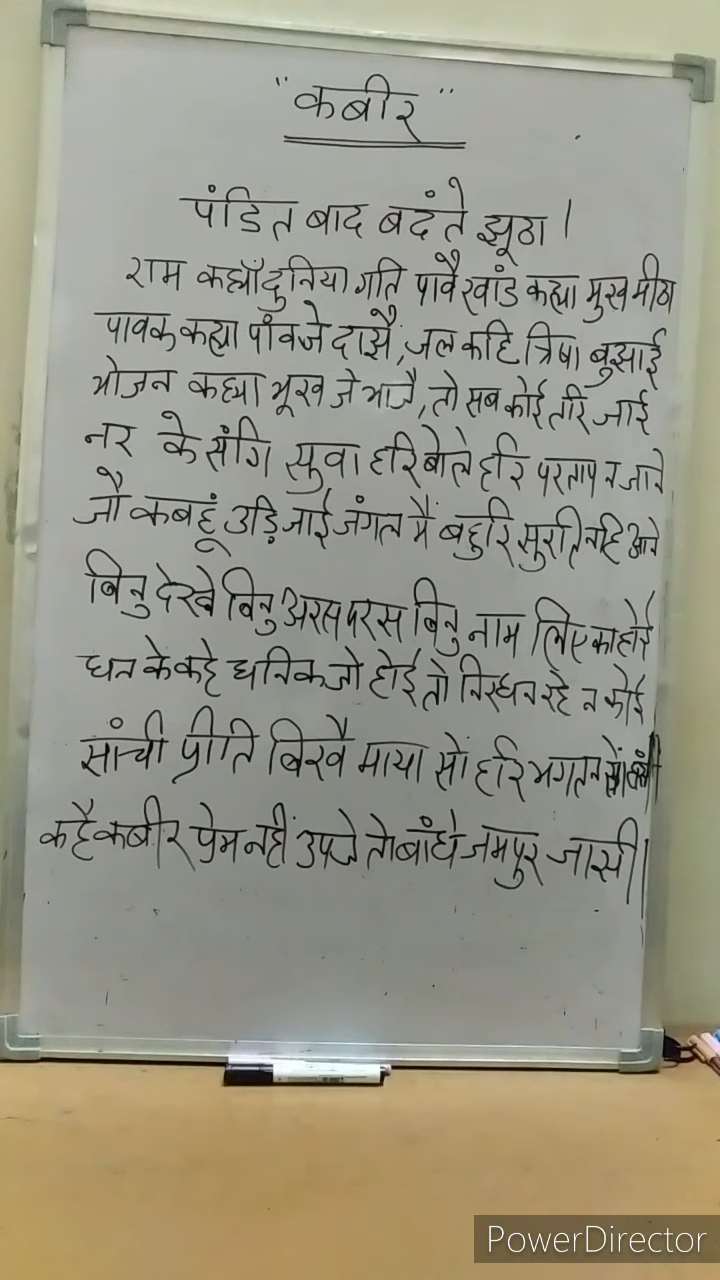 "कबीर"
पंडित बाद बदंते झूठा।
राम कह्याँ दुनिया गति पावै खांड कह्या मुख मीठा
पावक कह्या पाँव जे दाझै, जल कहि त्रिषा बुझाई
भोजन कह्या भूख जे भाजै, तो सब कोई तरि जाई
नर के संगि सुवा हरि बोले हरि परताप न जाने
जौ कबहूं उड़ि जाई जंगल में बहुरि सुरति नहि आने
बिनु देखे बिनु अरस परस बिनु नाम लिए का होई
धन के कहे धनिक जो होई तो निरधन रहे न कोई
सांची प्रीति बिखै माया सों हरि भगतन सों
कहै कबीर प्रेम नहीं उपजे तो बांधे जमपुर जासी।
PowerDirector